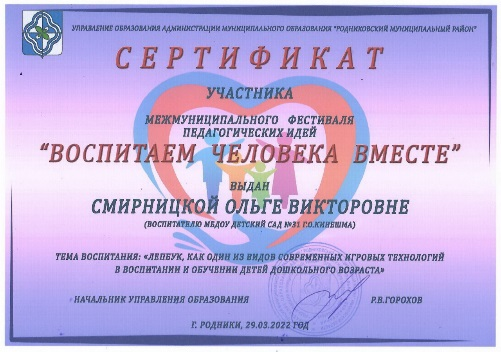 УПРАВЛЕНИЕ ОБРАЗОВАНИЯ АДМИНИСТРАЦИИ МУНИЦИПАЛЬНОГО ОБРАЗОВАНИЯ "РОДНИКОВСКИЙ МУНИЦИПАЛЬНЫЙ РАЙОН"
СЕРТИФИКАТ
УЧАСТНИКА
МЕЖМУНИЦИПАЛЬНОГО ФЕСТИВАЛЯ
ПЕДАГОГИЧЕСКИХ ИДЕЙ
"ВОСПИТАЕМ ЧЕЛОВЕКА ВМЕСТЕ"
ВЫДАН
СМИРНИЦКОЙ ОЛЬГЕ ВИКТОРОВНЕ
(ВОСПИТАТЕЛЮ МБДОУ ДЕТСКИЙ САД №31 Г.О.КИНЕШМА)
ТЕМА ВОСПИТАНИЯ: «ЛЕПБУК, КАК ОДИН ИЗ ВИДОВ СОВРЕМЕННЫХ ИГРОВЫХ ТЕХНОЛОГИЙ
В ВОСПИТАНИИ И ОБУЧЕНИИ ДЕТЕЙ ДОШКОЛЬНОГО ВОЗРАСТА»
НАЧАЛЬНИК УПРАВЛЕНИЯ ОБРАЗОВАНИЯ Р.В.ГОРОХОВ
Г. РОДНИКИ, 29.03.2022 ГОД